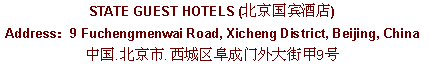 STATE GUEST HOTELS (北京国宾酒店)
Address：9 Fuchengmenwai Road, Xicheng District, Beijing, China
中国.北京市.西城区阜成门外大街甲9号